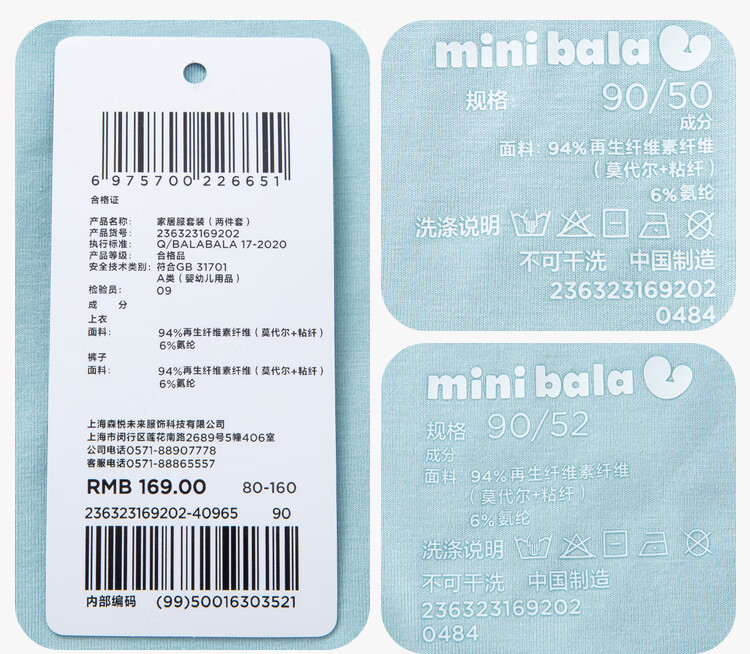 6 975700 226651
合格证
产品名称: 家居服套装（两件套）
产品货号: 236323169202
执行标准: Q/BALABALA 17-2020
产品等级: 合格品
安全技术类别: 符合GB 31701
A类（婴幼儿用品）
检验员: 09
成 分
上衣
面料: 94%再生纤维素纤维（莫代尔+粘纤）
6%氨纶
裤子
面料: 94%再生纤维素纤维（莫代尔+粘纤）
6%氨纶
上海森悦未来服饰科技有限公司
上海市闵行区莲花南路2689号5幢406室
公司电话0571-88907778
客服电话0571-88865557
RMB 169.00 80-160
236323169202-40965 90
内部编码 (99)50016303521
mini bala
规格: 90/50
成分
面料: 94%再生纤维素纤维
（莫代尔+粘纤）
6%氨纶
洗涤说明
不可干洗 中国制造
236323169202
0484
mini bala
规格 90/52
成分
面料: 94%再生纤维素纤维
（莫代尔+粘纤）
6%氨纶
洗涤说明
不可干洗 中国制造
236323169202
0484